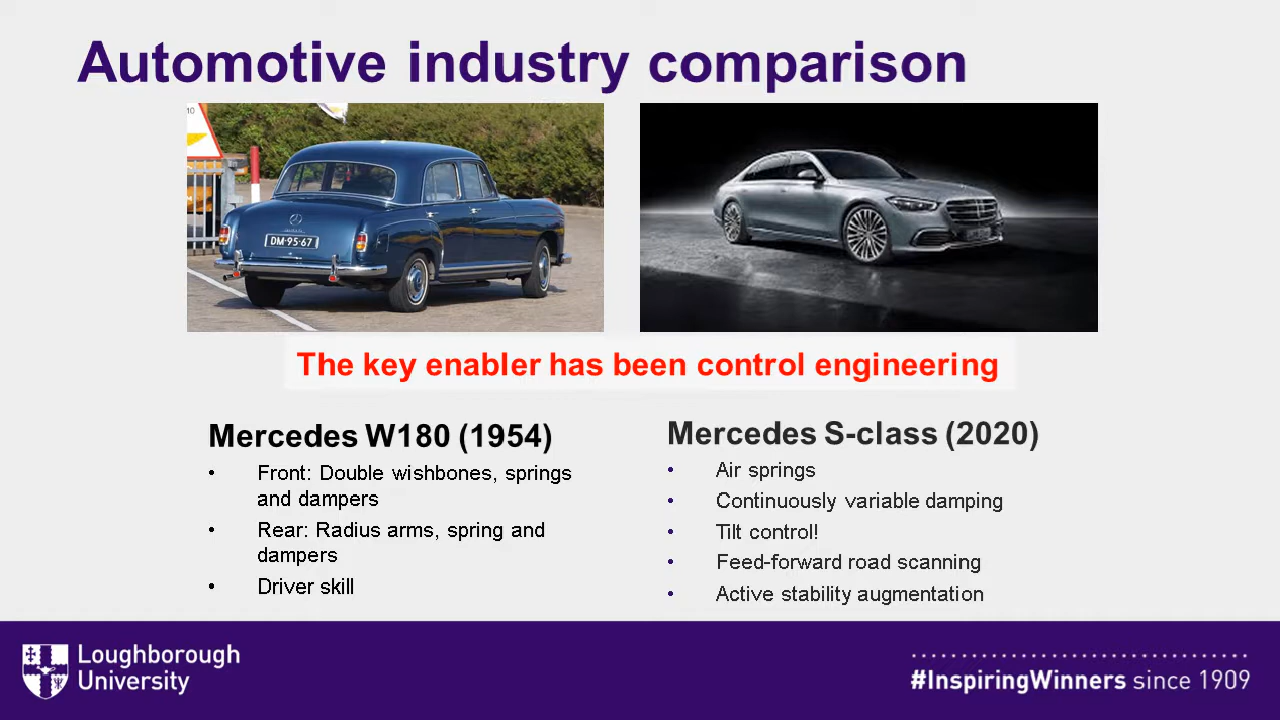 Automotive industry comparison
10
DM-95-67
The key enabler has been control engineering
Mercedes W180 (1954)
• Front: Double wishbones, springs
and dampers
• Rear: Radius arms, spring and
dampers
• Driver skill
Mercedes S-class (2020)
• Air springs
• Continuously variable damping
• Tilt control!
• Feed-forward road scanning
• Active stability augmentation
Loughborough
University
#InspiringWinners since 1909